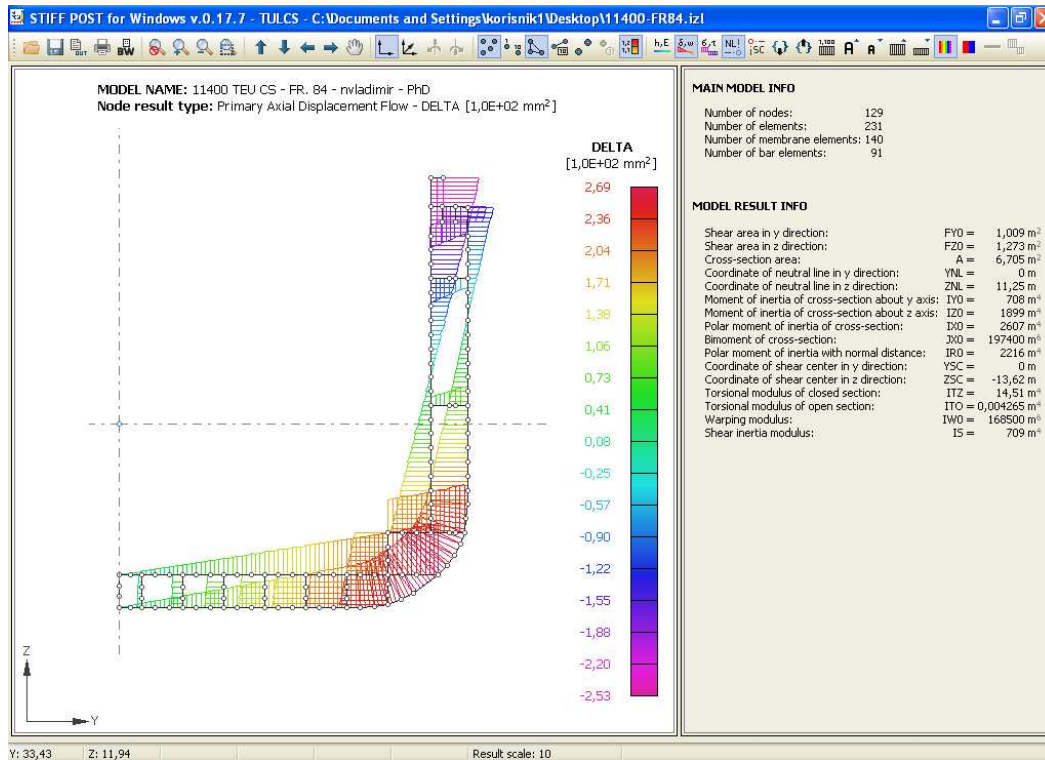 STIFF POST for Windows v.0.17.7 - TULCS - C:\Documents and Settings\korisnik1\Desktop\11400-FR84.izl
BW
h,E
δ,w
б,τ
NL!
iSC
MODEL NAME: 11400 TEU CS - FR. 84 - nvladimir - PhD
Node result type: Primary Axial Displacement Flow - DELTA [1,0E+02 mm²]
DELTA
[1,0E+02 mm²]
2,69
2,36
2,04
1,71
1,38
1,06
0,73
0,41
0,08
-0,25
-0,57
-0,90
-1,22
-1,55
-1,88
-2,20
-2,53
Z
Y
MAIN MODEL INFO
Number of nodes: 129
Number of elements: 231
Number of membrane elements: 140
Number of bar elements: 91
MODEL RESULT INFO
Shear area in y direction: FY0 = 1,009 m²
Shear area in z direction: FZ0 = 1,273 m²
Cross-section area: A = 6,705 m²
Coordinate of neutral line in y direction: YNL = 0 m
Coordinate of neutral line in z direction: ZNL = 11,25 m
Moment of inertia of cross-section about y axis: IY0 = 708 m⁴
Moment of inertia of cross-section about z axis: IZ0 = 1899 m⁴
Polar moment of inertia of cross-section: IX0 = 2607 m⁴
Bimoment of cross-section: JX0 = 197400 m⁶
Polar moment of inertia with normal distance: IR0 = 2216 m⁴
Coordinate of shear center in y direction: YSC = 0 m
Coordinate of shear center in z direction: ZSC = -13,62 m
Torsional modulus of closed section: ITZ = 14,51 m⁴
Torsional modulus of open section: ITO = 0,004265 m⁴
Warping modulus: IW0 = 168500 m⁶
Shear inertia modulus: IS = 709 m⁴
Y: 33,43 Z: 11,94 Result scale: 10